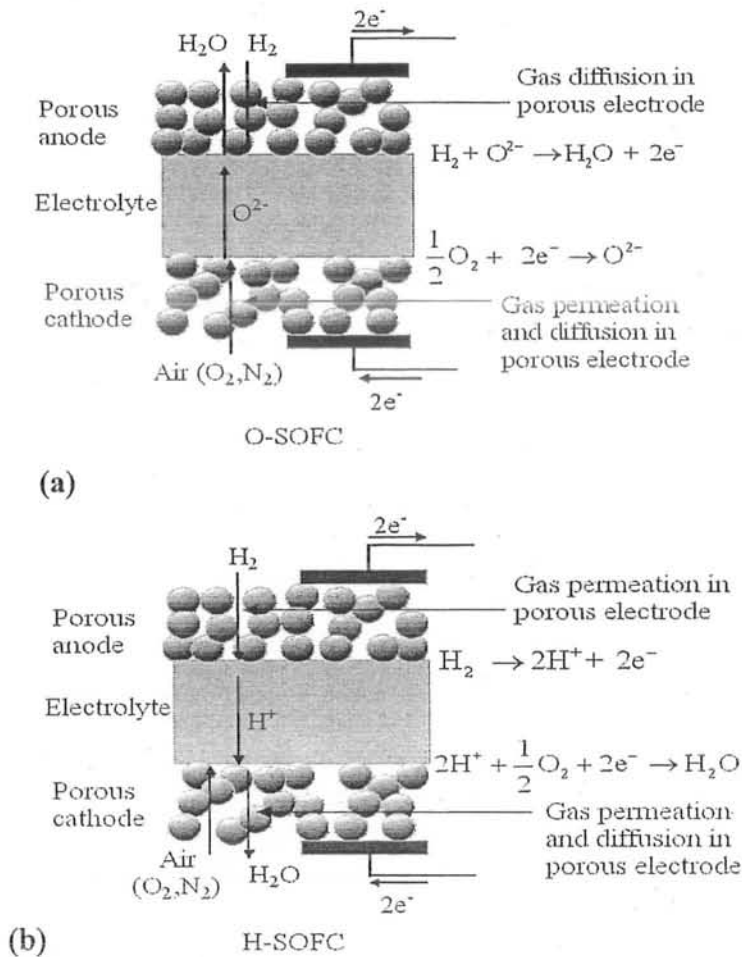 2e⁻
H₂O H₂
Porous
anode
Gas diffusion in
porous electrode
H₂ + O²⁻ → H₂O + 2e⁻
Electrolyte
O²⁻
1/2 O₂ + 2e⁻ → O²⁻
Porous
cathode
Gas permeation
and diffusion in
porous electrode
Air (O₂,N₂)
2e⁻
O-SOFC
(a)
2e⁻
H₂
Porous
anode
Gas permeation in
porous electrode
H₂ → 2H⁺ + 2e⁻
Electrolyte
H⁺
2H⁺ + 1/2 O₂ + 2e⁻ → H₂O
Porous
cathode
Gas permeation
and diffusion in
porous electrode
Air
(O₂,N₂)
H₂O
2e⁻
(b)
H-SOFC